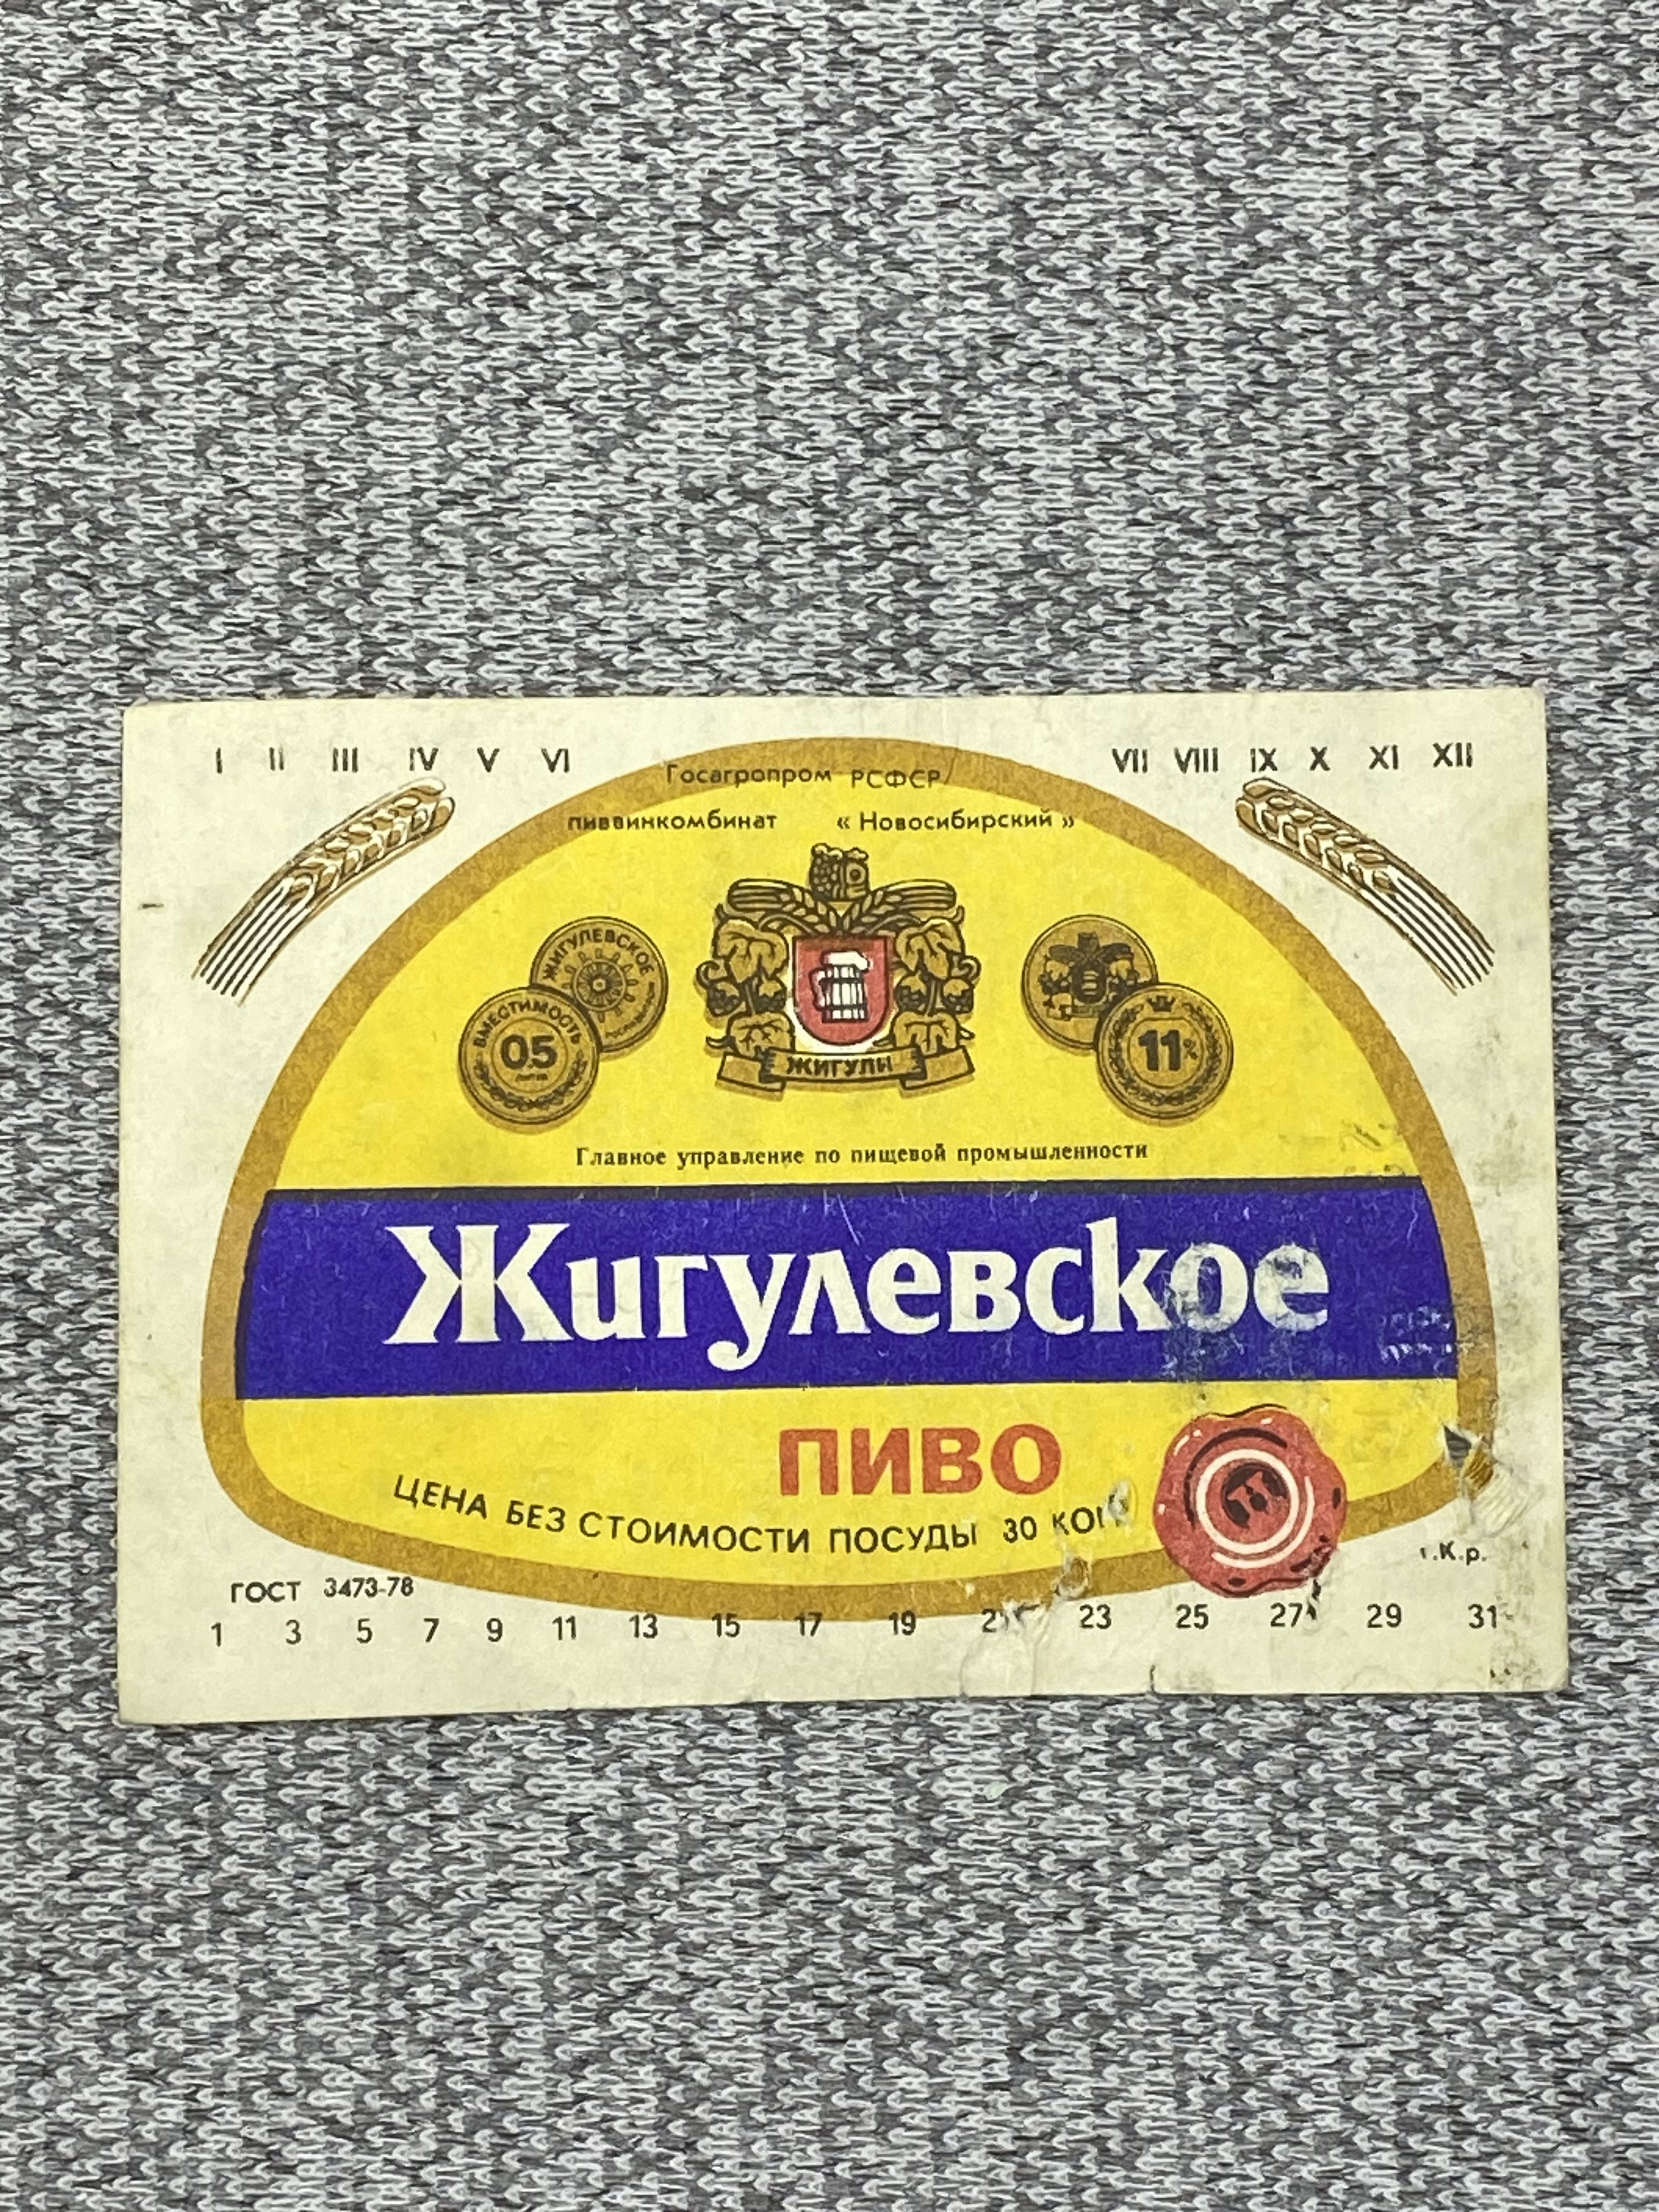 I II III IV V VI VII VIII IX X XI XII
Госагропром РСФСР
пиввинкомбинат « Новосибирский »
ЖИГУЛЕВСКОЕ
ВМЕСТИМОСТЬ
05
ЖИГУЛИ
11%
Главное управление по пищевой промышленности
Жигулевское
ПИВО
ЦЕНА БЕЗ СТОИМОСТИ ПОСУДЫ 30 КОП
ГОСТ 3473-78
.К.р.
1 3 5 7 9 11 13 15 17 19 21 23 25 27 29 31